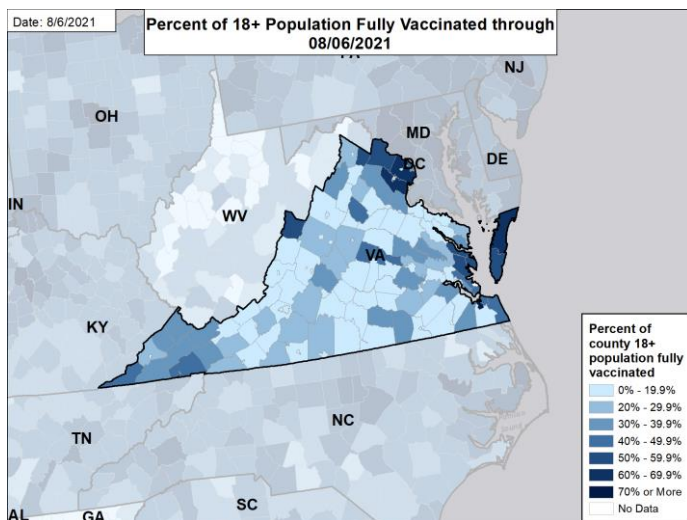 Date: 8/6/2021
Percent of 18+ Population Fully Vaccinated through
08/06/2021
PA
NJ
OH
MD
DC
DE
IN
WV
VA
KY
NC
TN
SC
AL
GA
Percent of
county 18+
population fully
vaccinated
0% - 19.9%
20% - 29.9%
30% - 39.9%
40% - 49.9%
50% - 59.9%
60% - 69.9%
70% or More
No Data